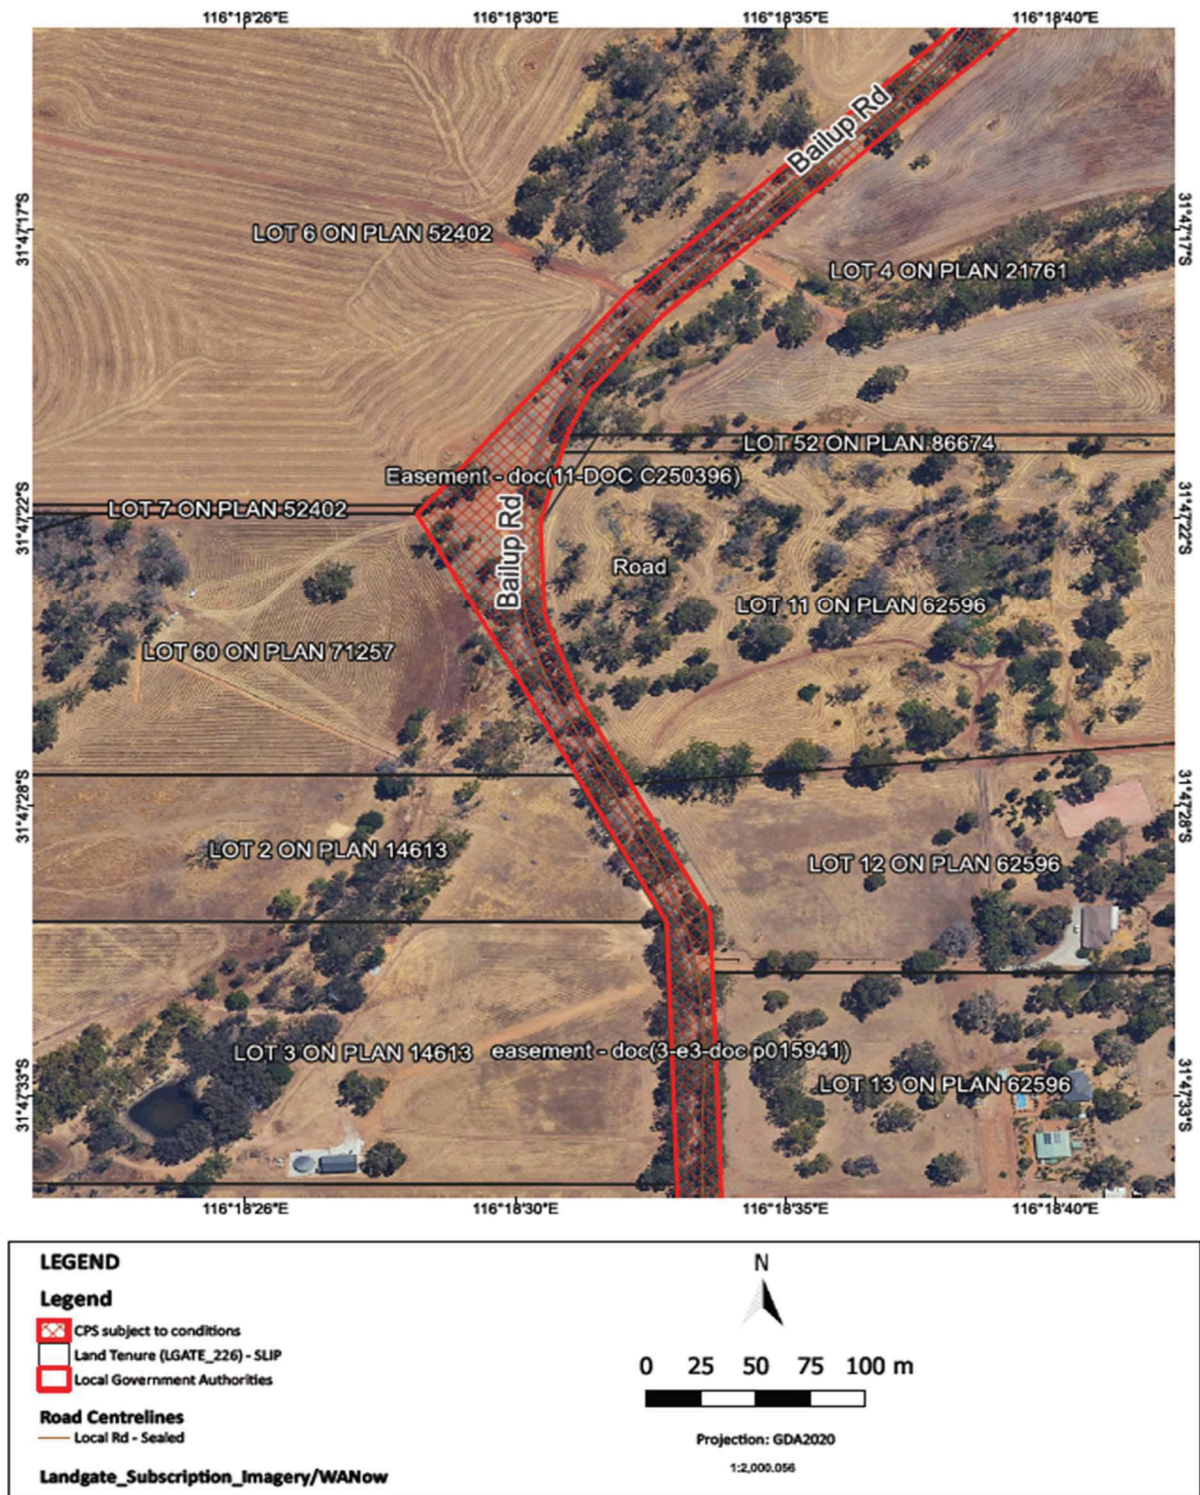 116°18'26"E 116°18'30"E 116°18'35"E 116°18'40"E
Bailup Rd
31°47'17"S
31°47'17"S
LOT 6 ON PLAN 52402
LOT 4 ON PLAN 21761
LOT 52 ON PLAN 86674
Easement - doc(11-DOC C250396)
31°47'22"S
31°47'22"S
LOT 7 ON PLAN 52402
Bailup Rd
Road
LOT 11 ON PLAN 62596
LOT 60 ON PLAN 71257
31°47'28"S
31°47'28"S
LOT 2 ON PLAN 14613
LOT 12 ON PLAN 62596
LOT 3 ON PLAN 14613
easement - doc(3-e3-doc p015941)
LOT 13 ON PLAN 62596
31°47'33"S
31°47'33"S
116°18'26"E 116°18'30"E 116°18'35"E 116°18'40"E
LEGEND
Legend
CPS subject to conditions
Land Tenure (LGATE_226) - SLIP
Local Government Authorities
Road Centrelines
Local Rd - Sealed
Landgate_Subscription_Imagery/WANow
N
0 25 50 75 100 m
Projection: GDA2020
1:2,000.056